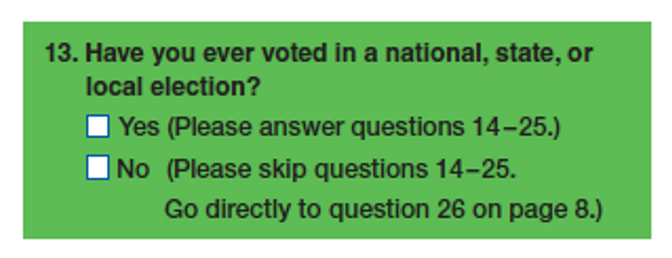 13. Have you ever voted in a national, state, or
local election?
Yes (Please answer questions 14–25.)
No (Please skip questions 14–25.
Go directly to question 26 on page 8.)